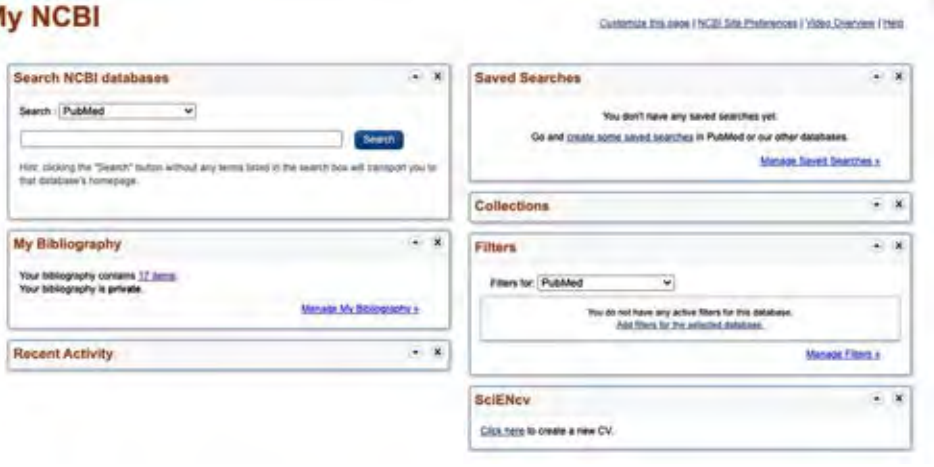 My NCBI
Customize this page | NCBI Site Preferences | Video Overview | Help
Search NCBI databases
Search : PubMed
Search
Hint: clicking the "Search" button without any terms listed in the search box will transport you to
that database's homepage.
My Bibliography
Your bibliography contains 17 items.
Your bibliography is private.
Manage My Bibliography »
Recent Activity
Saved Searches
You don't have any saved searches yet.
Go and create some saved searches in PubMed or our other databases.
Manage Saved Searches »
Collections
Filters
Filters for: PubMed
You do not have any active filters for this database.
Add filters for the selected database.
Manage Filters »
SciENcv
Click here to create a new CV.